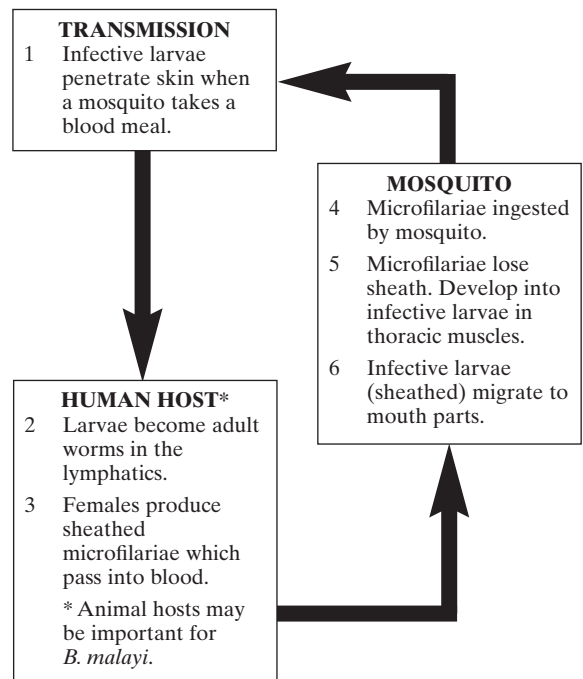 TRANSMISSION
1 Infective larvae
penetrate skin when
a mosquito takes a
blood meal.
HUMAN HOST*
2 Larvae become adult
worms in the
lymphatics.
3 Females produce
sheathed
microfilariae which
pass into blood.
* Animal hosts may
be important for
B. malayi.
MOSQUITO
4 Microfilariae ingested
by mosquito.
5 Microfilariae lose
sheath. Develop into
infective larvae in
thoracic muscles.
6 Infective larvae
(sheathed) migrate to
mouth parts.